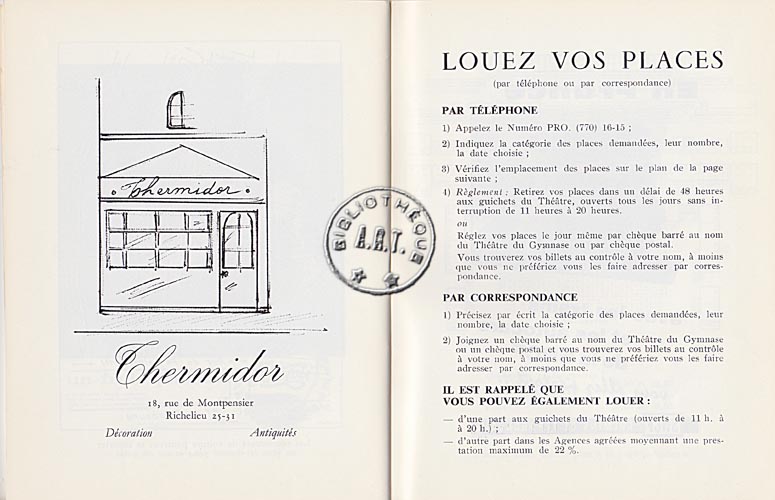 Thermidor
Thermidor
18, rue de Montpensier
Richelieu 25-31
Décoration Antiquités
BIBLIOTHÈQUE
A.R.T.
LOUEZ VOS PLACES
(par téléphone ou par correspondance)
PAR TÉLÉPHONE
1) Appelez le Numéro PRO. (770) 16-15 ;
2) Indiquez la catégorie des places demandées, leur nombre,
la date choisie ;
3) Vérifiez l'emplacement des places sur le plan de la page
suivante ;
4) Règlement : Retirez vos places dans un délai de 48 heures
aux guichets du Théâtre, ouverts tous les jours sans in-
terruption de 11 heures à 20 heures.
ou
Réglez vos places le jour même par chèque barré au nom
du Théâtre du Gymnase ou par chèque postal.
Vous trouverez vos billets au contrôle à votre nom, à moins
que vous ne préfériez vous les faire adresser par corres-
pondance.
PAR CORRESPONDANCE
1) Précisez par écrit la catégorie des places demandées, leur
nombre, la date choisie ;
2) Joignez un chèque barré au nom du Théâtre du Gymnase
ou un chèque postal et vous trouverez vos billets au contrôle
à votre nom, à moins que vous ne préfériez vous les faire
adresser par correspondance.
IL EST RAPPELÉ QUE
VOUS POUVEZ ÉGALEMENT LOUER :
— d'une part aux guichets du Théâtre (ouverts de 11 h. à
à 20 h.) ;
— d'autre part dans les Agences agréées moyennant une pres-
tation maximum de 22 %.